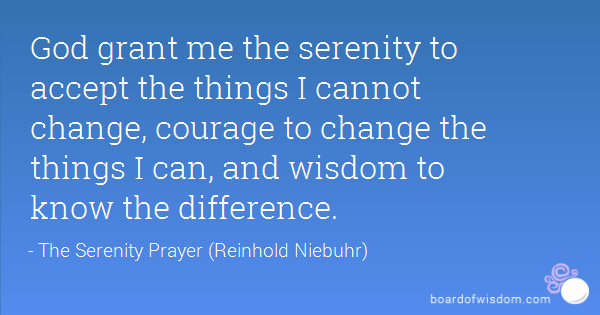 God grant me the serenity to
accept the things I cannot
change, courage to change the
things I can, and wisdom to
know the difference.
- The Serenity Prayer (Reinhold Niebuhr)
boardofwisdom.com